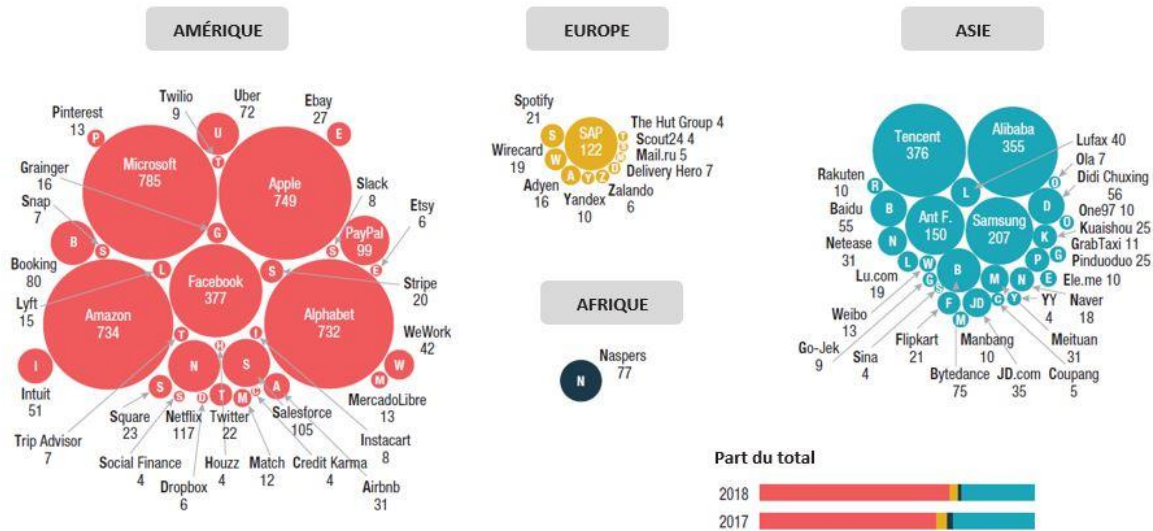 AMÉRIQUE
EUROPE
ASIE
Pinterest
13
Twilio
9
Uber
72
Ebay
27
P
U
E
T
Microsoft
785
Apple
749
Grainger
16
Snap
7
Slack
8
Etsy
6
G
B
S
S
PayPal
99
E
Booking
80
L
Facebook
377
S
Stripe
20
Lyft
15
Amazon
734
Alphabet
732
WeWork
42
T
H
I
I
N
S
M
W
Intuit
51
S
S
D
T
M
C
A
MercadoLibre
13
Square
23
Netflix
117
Twitter
22
Salesforce
105
Instacart
8
Trip Advisor
7
Social Finance
4
Houzz
4
Match
12
Credit Karma
4
Dropbox
6
Airbnb
31
Spotify
21
S
SAP
122
The Hut Group 4
Scout24 4
Mail.ru 5
Delivery Hero 7
Wirecard
19
W
A
Y
Z
D
Adyen
16
Yandex
10
Zalando
6
AFRIQUE
N
Naspers
77
Tencent
376
Alibaba
355
Lufax 40
Ola 7
Didi Chuxing
56
Rakuten
10
R
L
O
Baidu
55
B
Ant F.
150
Samsung
207
D
O
One97 10
Kuaishou 25
GrabTaxi 11
Pinduoduo 25
Netease
31
N
K
P
G
Lu.com
19
L
W
B
M
N
E
Ele.me 10
G
S
F
JD
C
Y
YY
4
Naver
18
Weibo
13
M
Go-Jek
9
Sina
4
Flipkart
21
Manbang
10
Meituan
31
Bytedance
75
JD.com
35
Coupang
5
Part du total
2018
2017